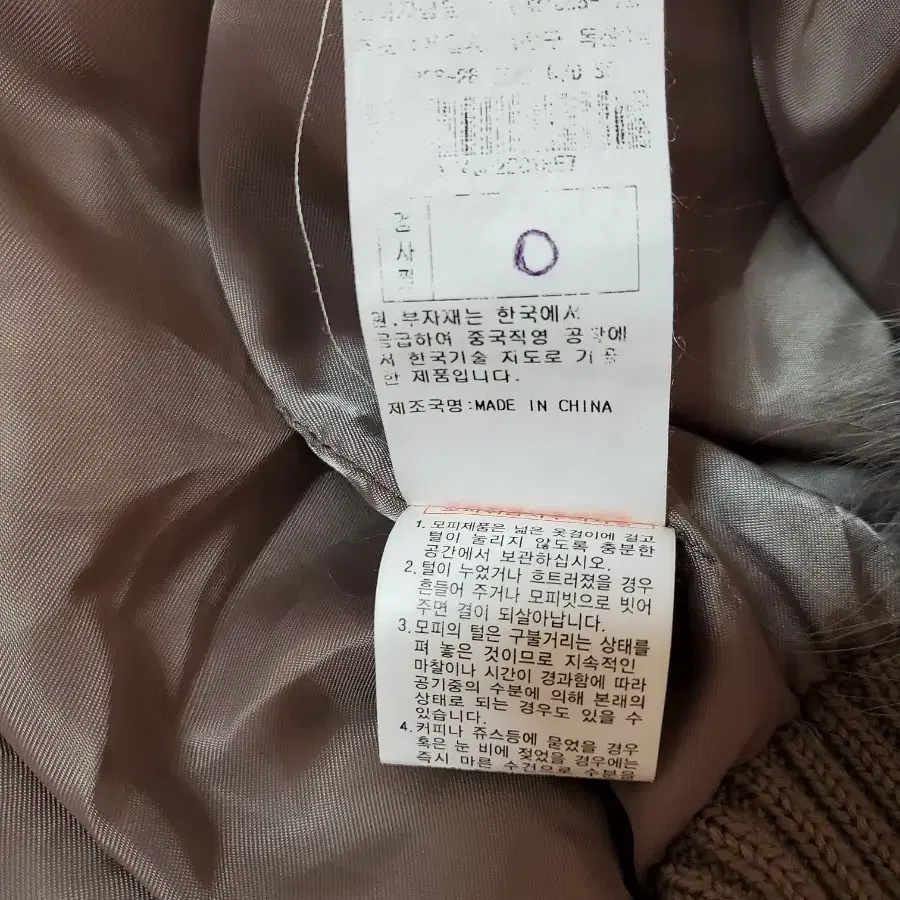 검
사
필
원.부자재는 한국에서
공급하여 중국직영 공장에
서 한국기술 지도로 가공
한 제품입니다.
제조국명:MADE IN CHINA
1. 모피제품은 넓은 옷걸이에 걸고
털이 눌리지 않도록 충분한
공간에서 보관하십시오.
2. 털이 누었거나 흐트러졌을 경우
흔들어 주거나 모피빗으로 빗어
주면 결이 되살아납니다.
3. 모피의 털은 구불거리는 상태를
펴 놓은 것이므로 지속적인
마찰이나 시간이 경과함에 따라
공기중의 수분에 의해 본래의
상태로 되는 경우도 있을 수
있습니다.
4. 커피나 쥬스등에 묻었을 경우
혹은 눈 비에 젖었을 경우에는
즉시 마른 수건으로 수분을